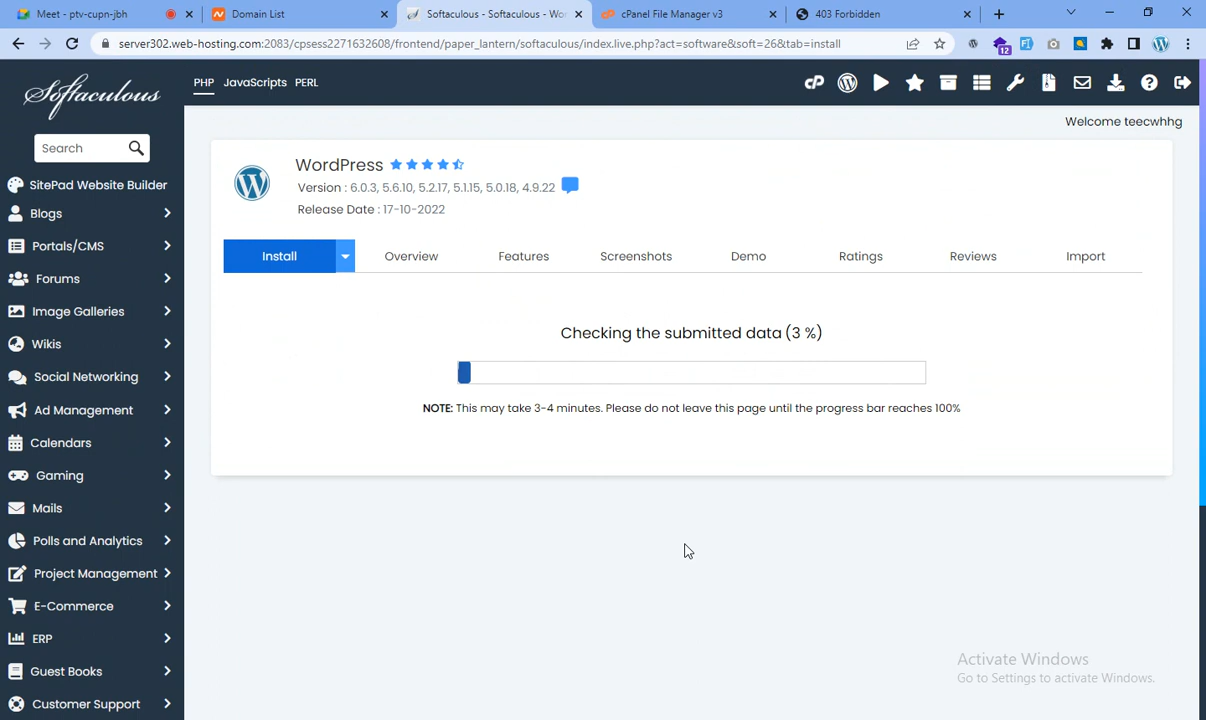 Meet - ptv-cupn-jbh
Domain List
Softaculous - Softaculous - Wo
cPanel File Manager v3
403 Forbidden
server302.web-hosting.com:2083/cpsess2271632608/frontend/paper_lantern/softaculous/index.live.php?act=software&soft=26&tab=install
12
Softaculous
PHP JavaScripts PERL
Welcome teecwhhg
Search
SitePad Website Builder
Blogs
Portals/CMS
Forums
Image Galleries
Wikis
Social Networking
Ad Management
Calendars
Gaming
Mails
Polls and Analytics
Project Management
E-Commerce
ERP
Guest Books
Customer Support
WordPress
Version : 6.0.3, 5.6.10, 5.2.17, 5.1.15, 5.0.18, 4.9.22
Release Date : 17-10-2022
Install Overview Features Screenshots Demo Ratings Reviews Import
Checking the submitted data (3 %)
NOTE: This may take 3-4 minutes. Please do not leave this page until the progress bar reaches 100%
Activate Windows
Go to Settings to activate Windows.